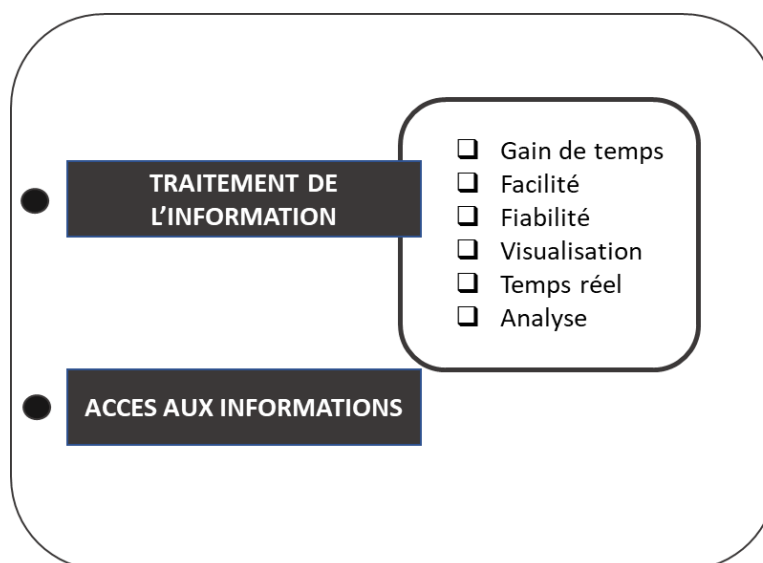 TRAITEMENT DE
L'INFORMATION
Gain de temps
Facilité
Fiabilité
Visualisation
Temps réel
Analyse
ACCES AUX INFORMATIONS